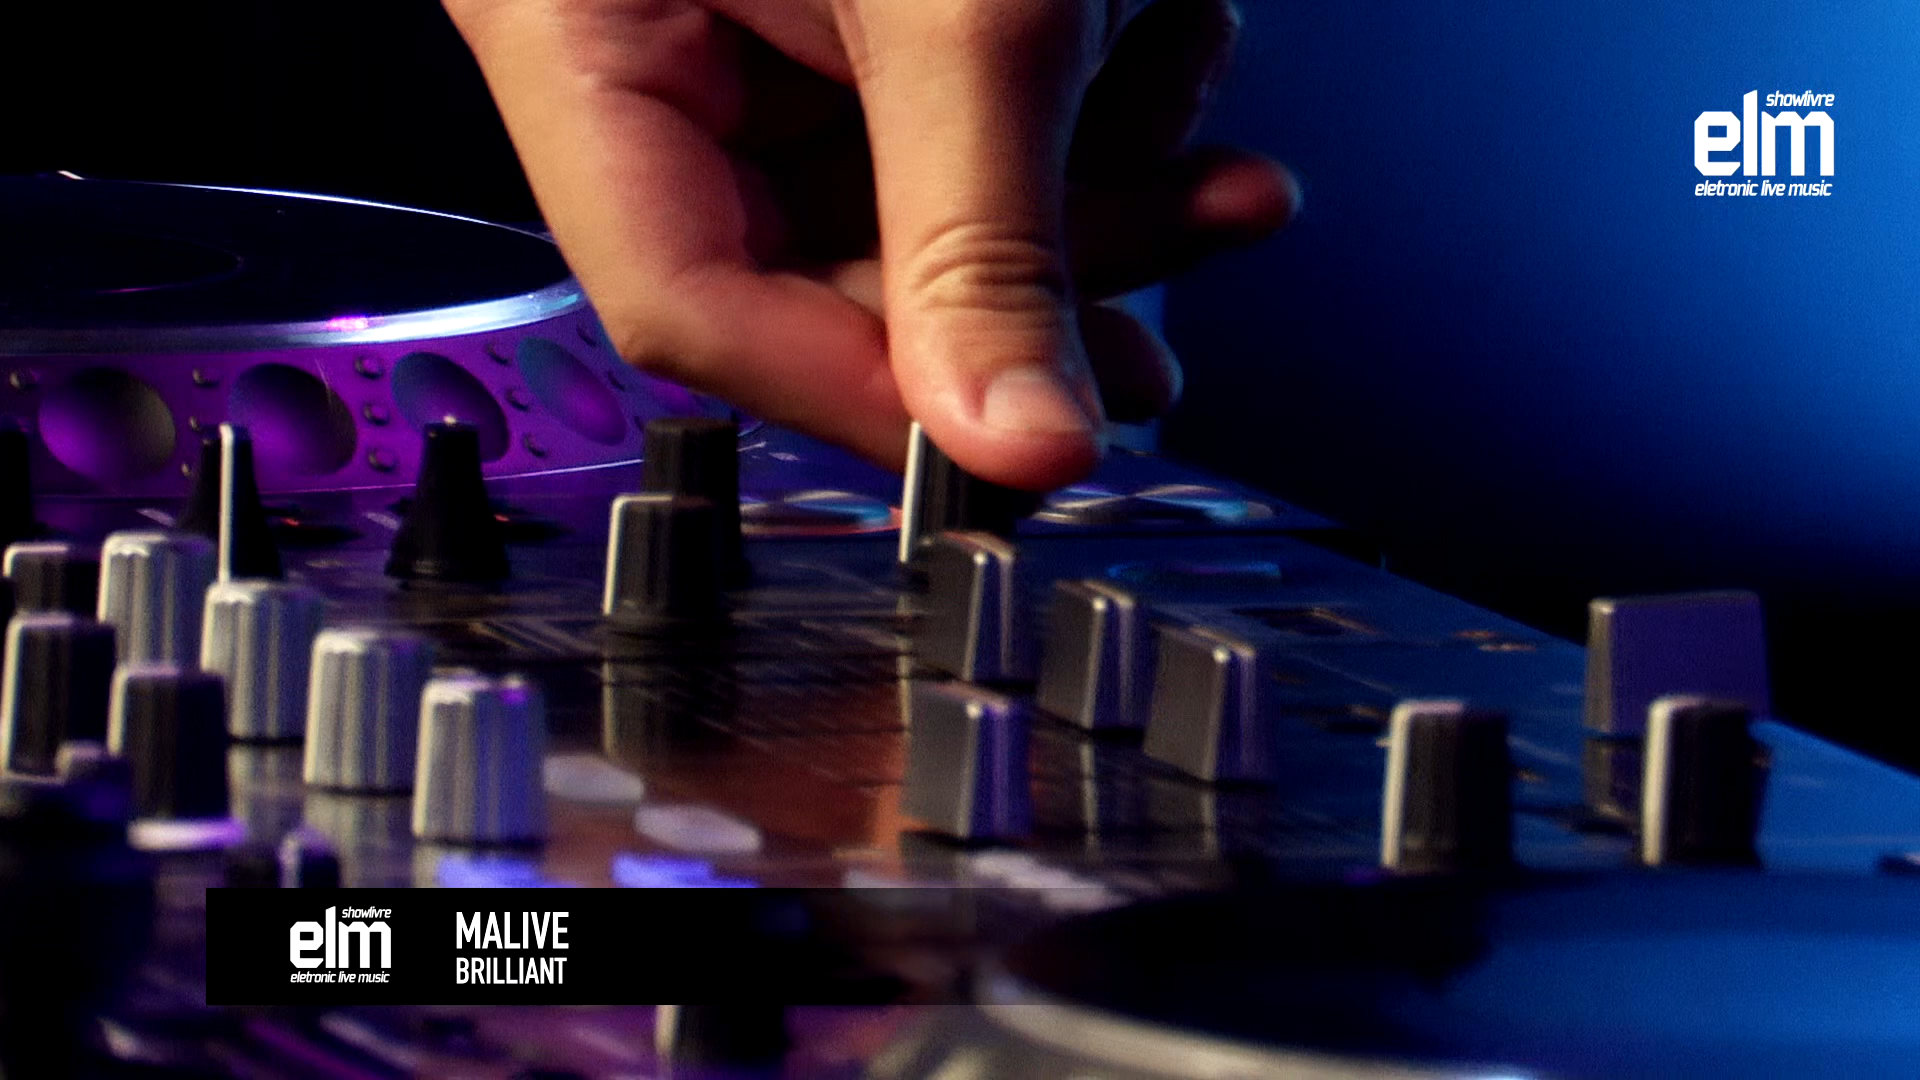 showlivre
elm
eletronic live music
showlivre
elm
eletronic live music
MALIVE
BRILLIANT